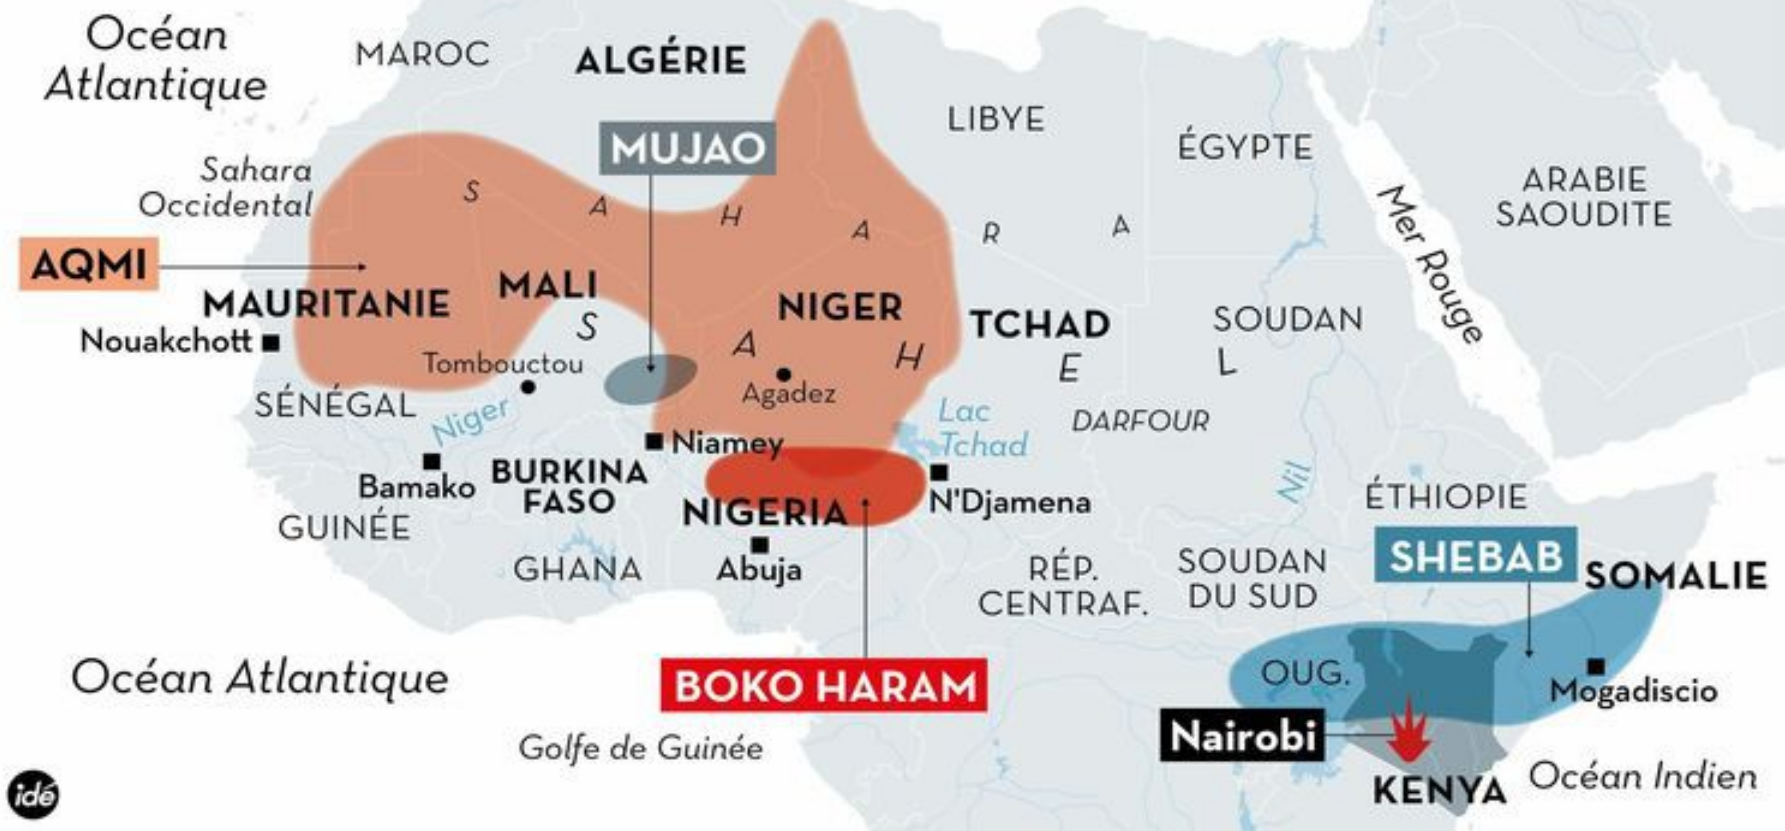 Océan
Atlantique
MAROC
ALGÉRIE
LIBYE
ÉGYPTE
MUJAO
Sahara
Occidental
ARABIE
SAOUDITE
Mer Rouge
S A H A R A
AQMI
MAURITANIE
MALI
NIGER
TCHAD
SOUDAN
Nouakchott
S A H E L
Tombouctou
Agadez
SÉNÉGAL
Niger
Lac
Tchad
DARFOUR
Niamey
Bamako
BURKINA
FASO
NIGERIA
N'Djamena
Nil
ÉTHIOPIE
GUINÉE
GHANA
Abuja
RÉP.
CENTRAF.
SOUDAN
DU SUD
SHEBAB
SOMALIE
Océan Atlantique
BOKO HARAM
OUG.
Mogadiscio
Golfe de Guinée
Nairobi
KENYA
Océan Indien
idé